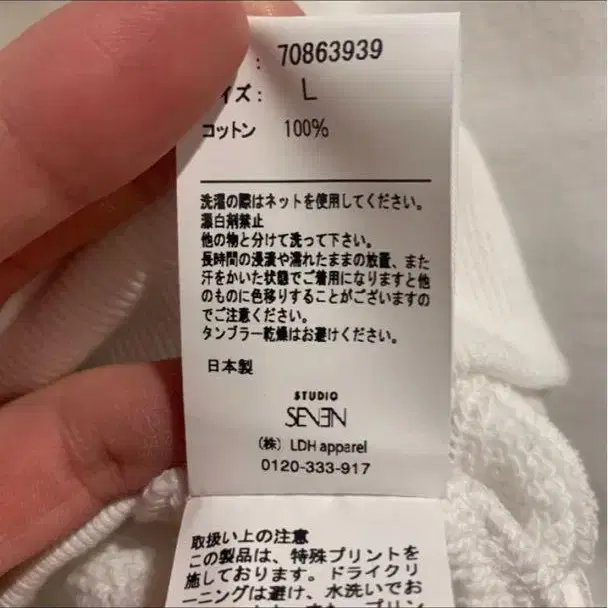 : 70863939
イズ: L
コットン 100%
洗濯の際はネットを使用してください。
漂白剤禁止
他の物と分けて洗って下さい。
長時間の浸漬や濡れたままの放置、また
汗をかいた状態でご着用になりますと他
のものに色移りすることがございますの
でご注意ください。
タンブラー乾燥はお避けください。
日本製
STUDIO
SEVEN
(株) LDH apparel
0120-333-917
取扱い上の注意
この製品は、特殊プリントを
施しております。ドライクリ
ーニングは避け、水洗いでお